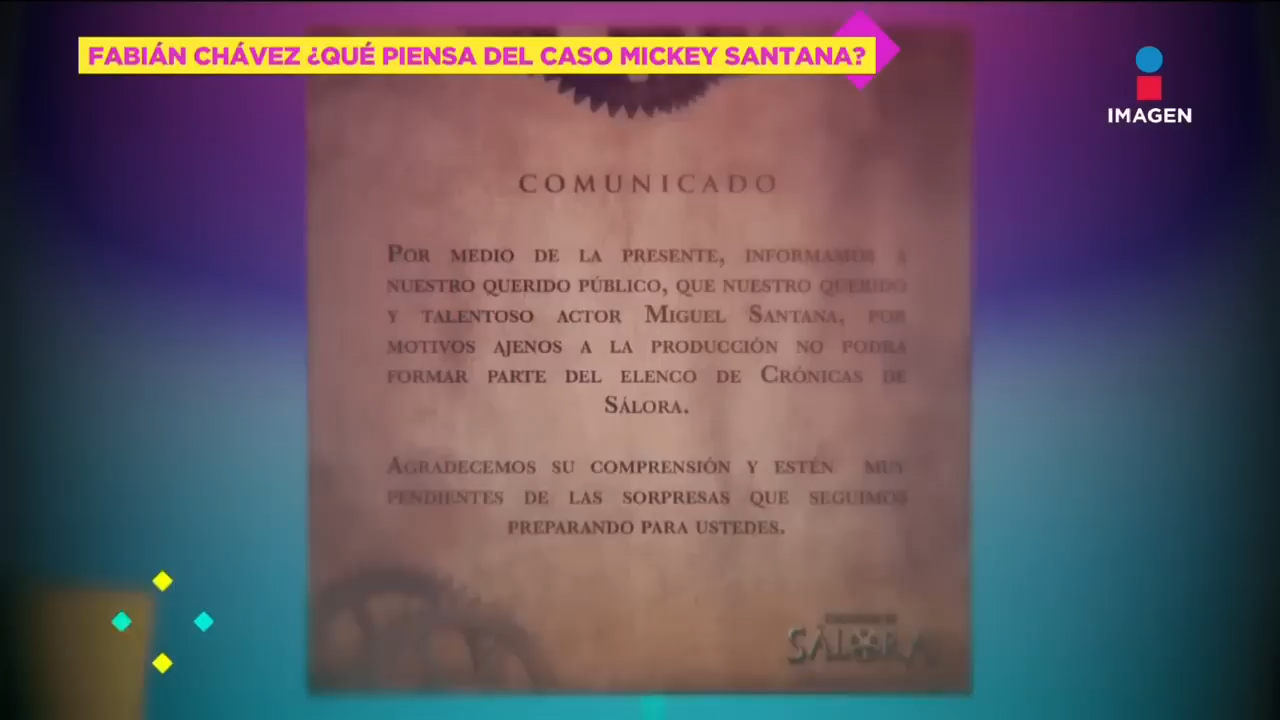 FABIÁN CHÁVEZ ¿QUÉ PIENSA DEL CASO MICKEY SANTANA?
IMAGEN
COMUNICADO
POR MEDIO DE LA PRESENTE, INFORMAMOS A
NUESTRO QUERIDO PÚBLICO, QUE NUESTRO QUERIDO
Y TALENTOSO ACTOR MIGUEL SANTANA, POR
MOTIVOS AJENOS A LA PRODUCCIÓN NO PODRÁ
FORMAR PARTE DEL ELENCO DE CRÓNICAS DE
SÁLORA.
AGRADECEMOS SU COMPRENSIÓN Y ESTÉN MUY
PENDIENTES DE LAS SORPRESAS QUE SEGUIMOS
PREPARANDO PARA USTEDES.
SÁLORA